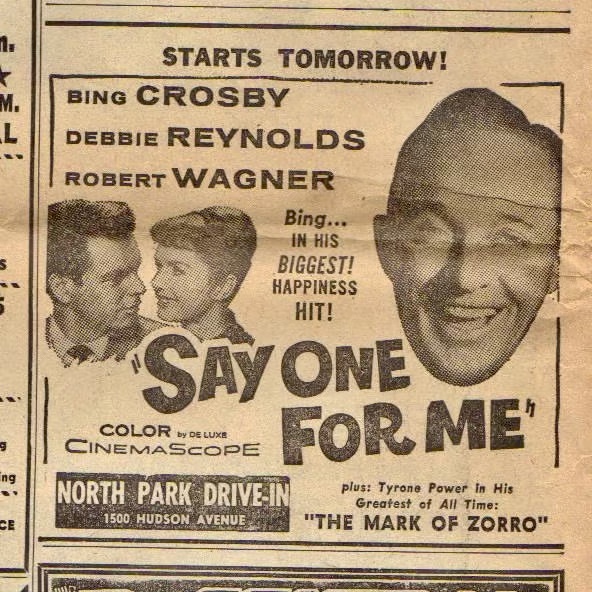 STARTS TOMORROW!
BING CROSBY
DEBBIE REYNOLDS
ROBERT WAGNER
Bing...
IN HIS
BIGGEST!
HAPPINESS
HIT!
"SAY ONE
FOR ME"
COLOR by DE LUXE
CINEMASCOPE
NORTH PARK DRIVE-IN
1500 HUDSON AVENUE
plus: Tyrone Power in His
Greatest of All Time:
"THE MARK OF ZORRO"